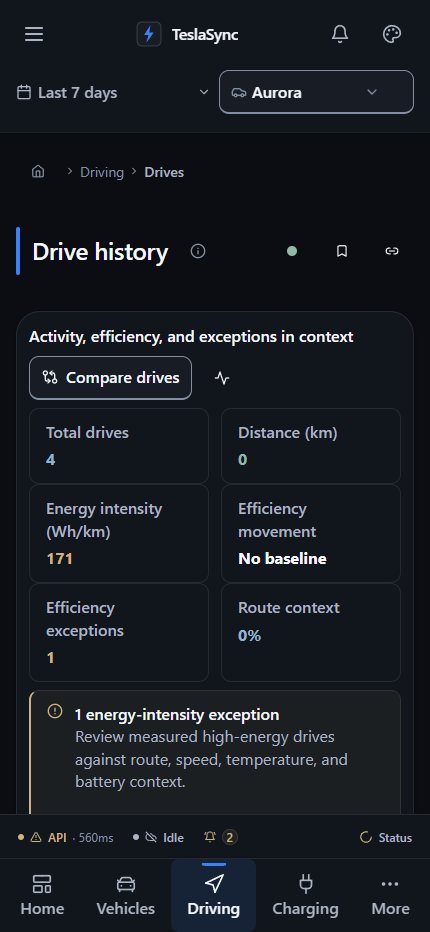 TeslaSync
Last 7 days
Aurora
Driving
Drives
Drive history
Activity, efficiency, and exceptions in context
Compare drives
Total drives
4
Distance (km)
0
Energy intensity
(Wh/km)
171
Efficiency
movement
No baseline
Efficiency
exceptions
1
Route context
0%
1 energy-intensity exception
Review measured high-energy drives
against route, speed, temperature, and
battery context.
API · 560ms
Idle
2
Status
Home
Vehicles
Driving
Charging
More